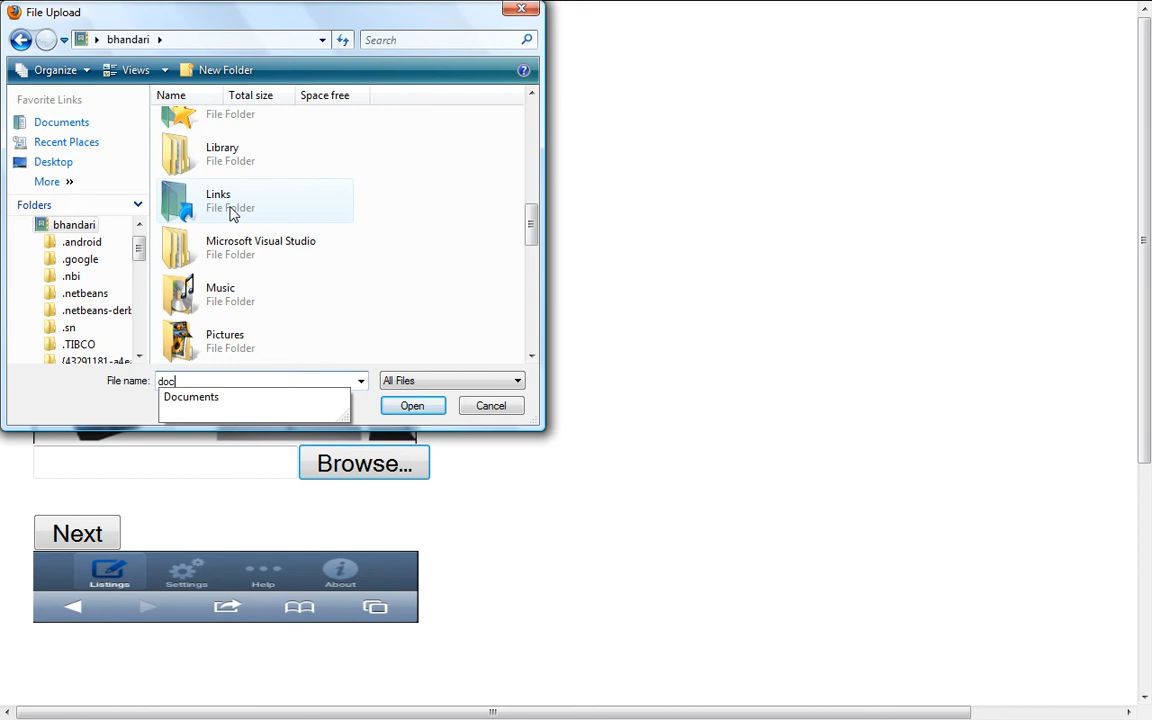 File Upload
bhandari
Search
Organize Views New Folder
Favorite Links
Documents
Recent Places
Desktop
More »
Folders
bhandari
.android
.google
.nbi
.netbeans
.netbeans-derb
.sn
.TIBCO
{43291181-a4e
Name Total size Space free
File Folder
Library
File Folder
Links
File Folder
Microsoft Visual Studio
File Folder
Music
File Folder
Pictures
File Folder
File name: doc All Files
Documents
Open Cancel
Browse...
Next
Listings Settings Help About